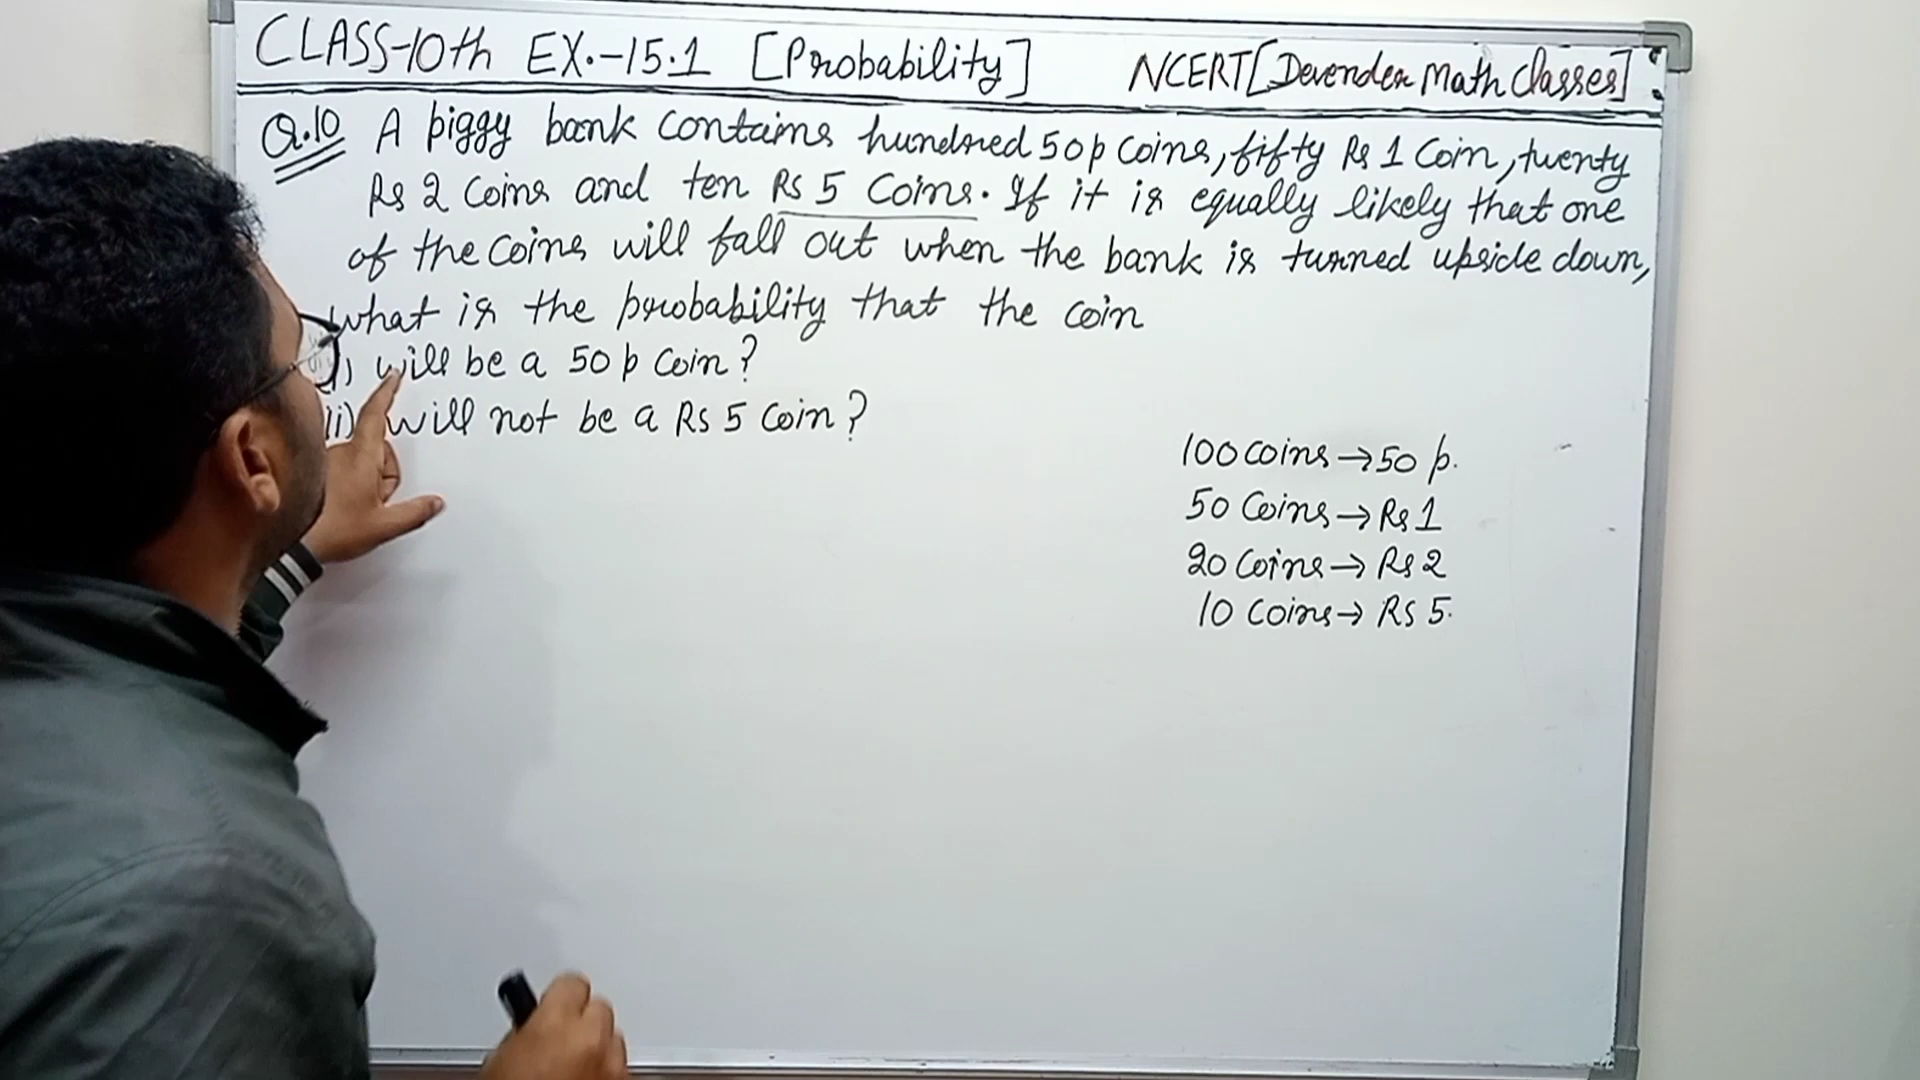 CLASS-10th EX.-15.1 [Probability] NCERT[Devender Math Classes]
Q.10 A piggy bank contains hundred 50p coins, fifty Rs 1 Coin, twenty
Rs 2 Coins and ten Rs 5 Coins. If it is equally likely that one
of the coins will fall out when the bank is turned upside down,
what is the probability that the coin
i) will be a 50 p Coin?
ii) will not be a Rs 5 Coin?
100 coins → 50 p.
50 Coins → Rs 1
20 Coins → Rs 2
10 Coins → Rs 5.